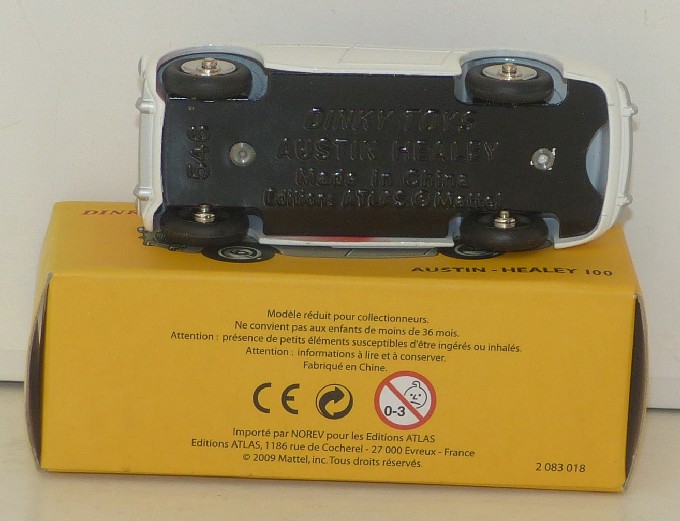 546
DINKY TOYS
AUSTIN HEALEY
Made in China
Editions ATLAS © Mattel
AUSTIN - HEALEY 100
Modèle réduit pour collectionneurs.
Ne convient pas aux enfants de moins de 36 mois.
Attention : présence de petits éléments susceptibles d'être ingérés ou inhalés.
Attention : informations à lire et à conserver.
Fabriqué en Chine.
CE
0-3
Importé par NOREV pour les Editions ATLAS
Editions ATLAS, 1186 rue de Cocherel - 27 000 Evreux - France
© 2009 Mattel, inc. Tous droits réservés.
2 083 018